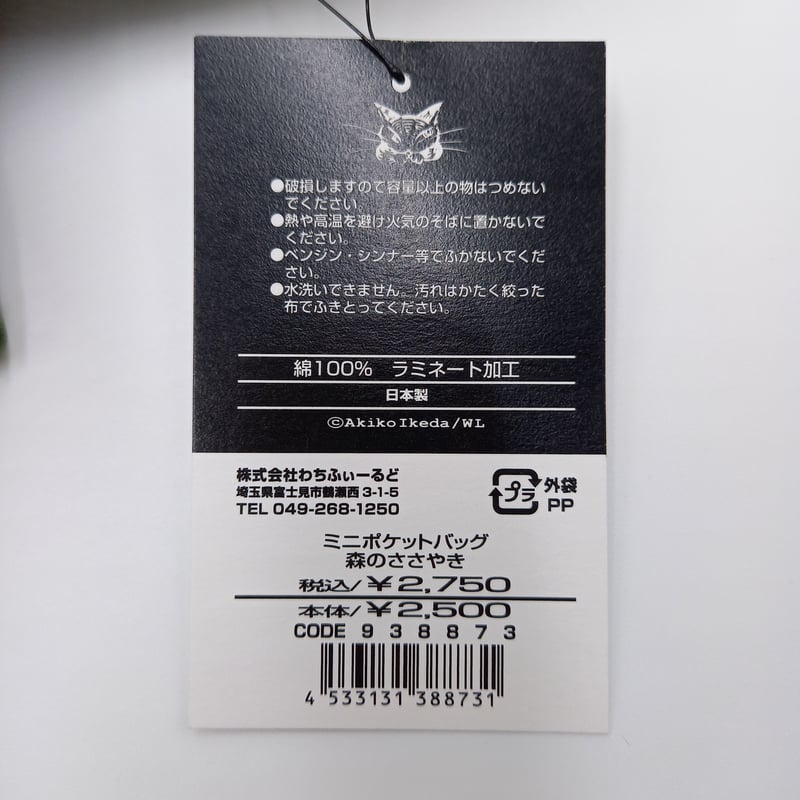 ●破損しますので容量以上の物はつめない
でください。
●熱や高温を避け火気のそばに置かないで
ください。
●ベンジン・シンナー等でふかないでくだ
さい。
●水洗いできません。汚れはかたく絞った
布でふきとってください。
綿100%　ラミネート加工
日本製
©AkikoIkeda/WL
株式会社わちふぃーるど
埼玉県富士見市鶴瀬西3-1-5
TEL 049-268-1250
プラ
外袋
PP
ミニポケットバッグ
森のささやき
税込/¥2,750
本体/¥2,500
CODE 938873
4 533131 388731